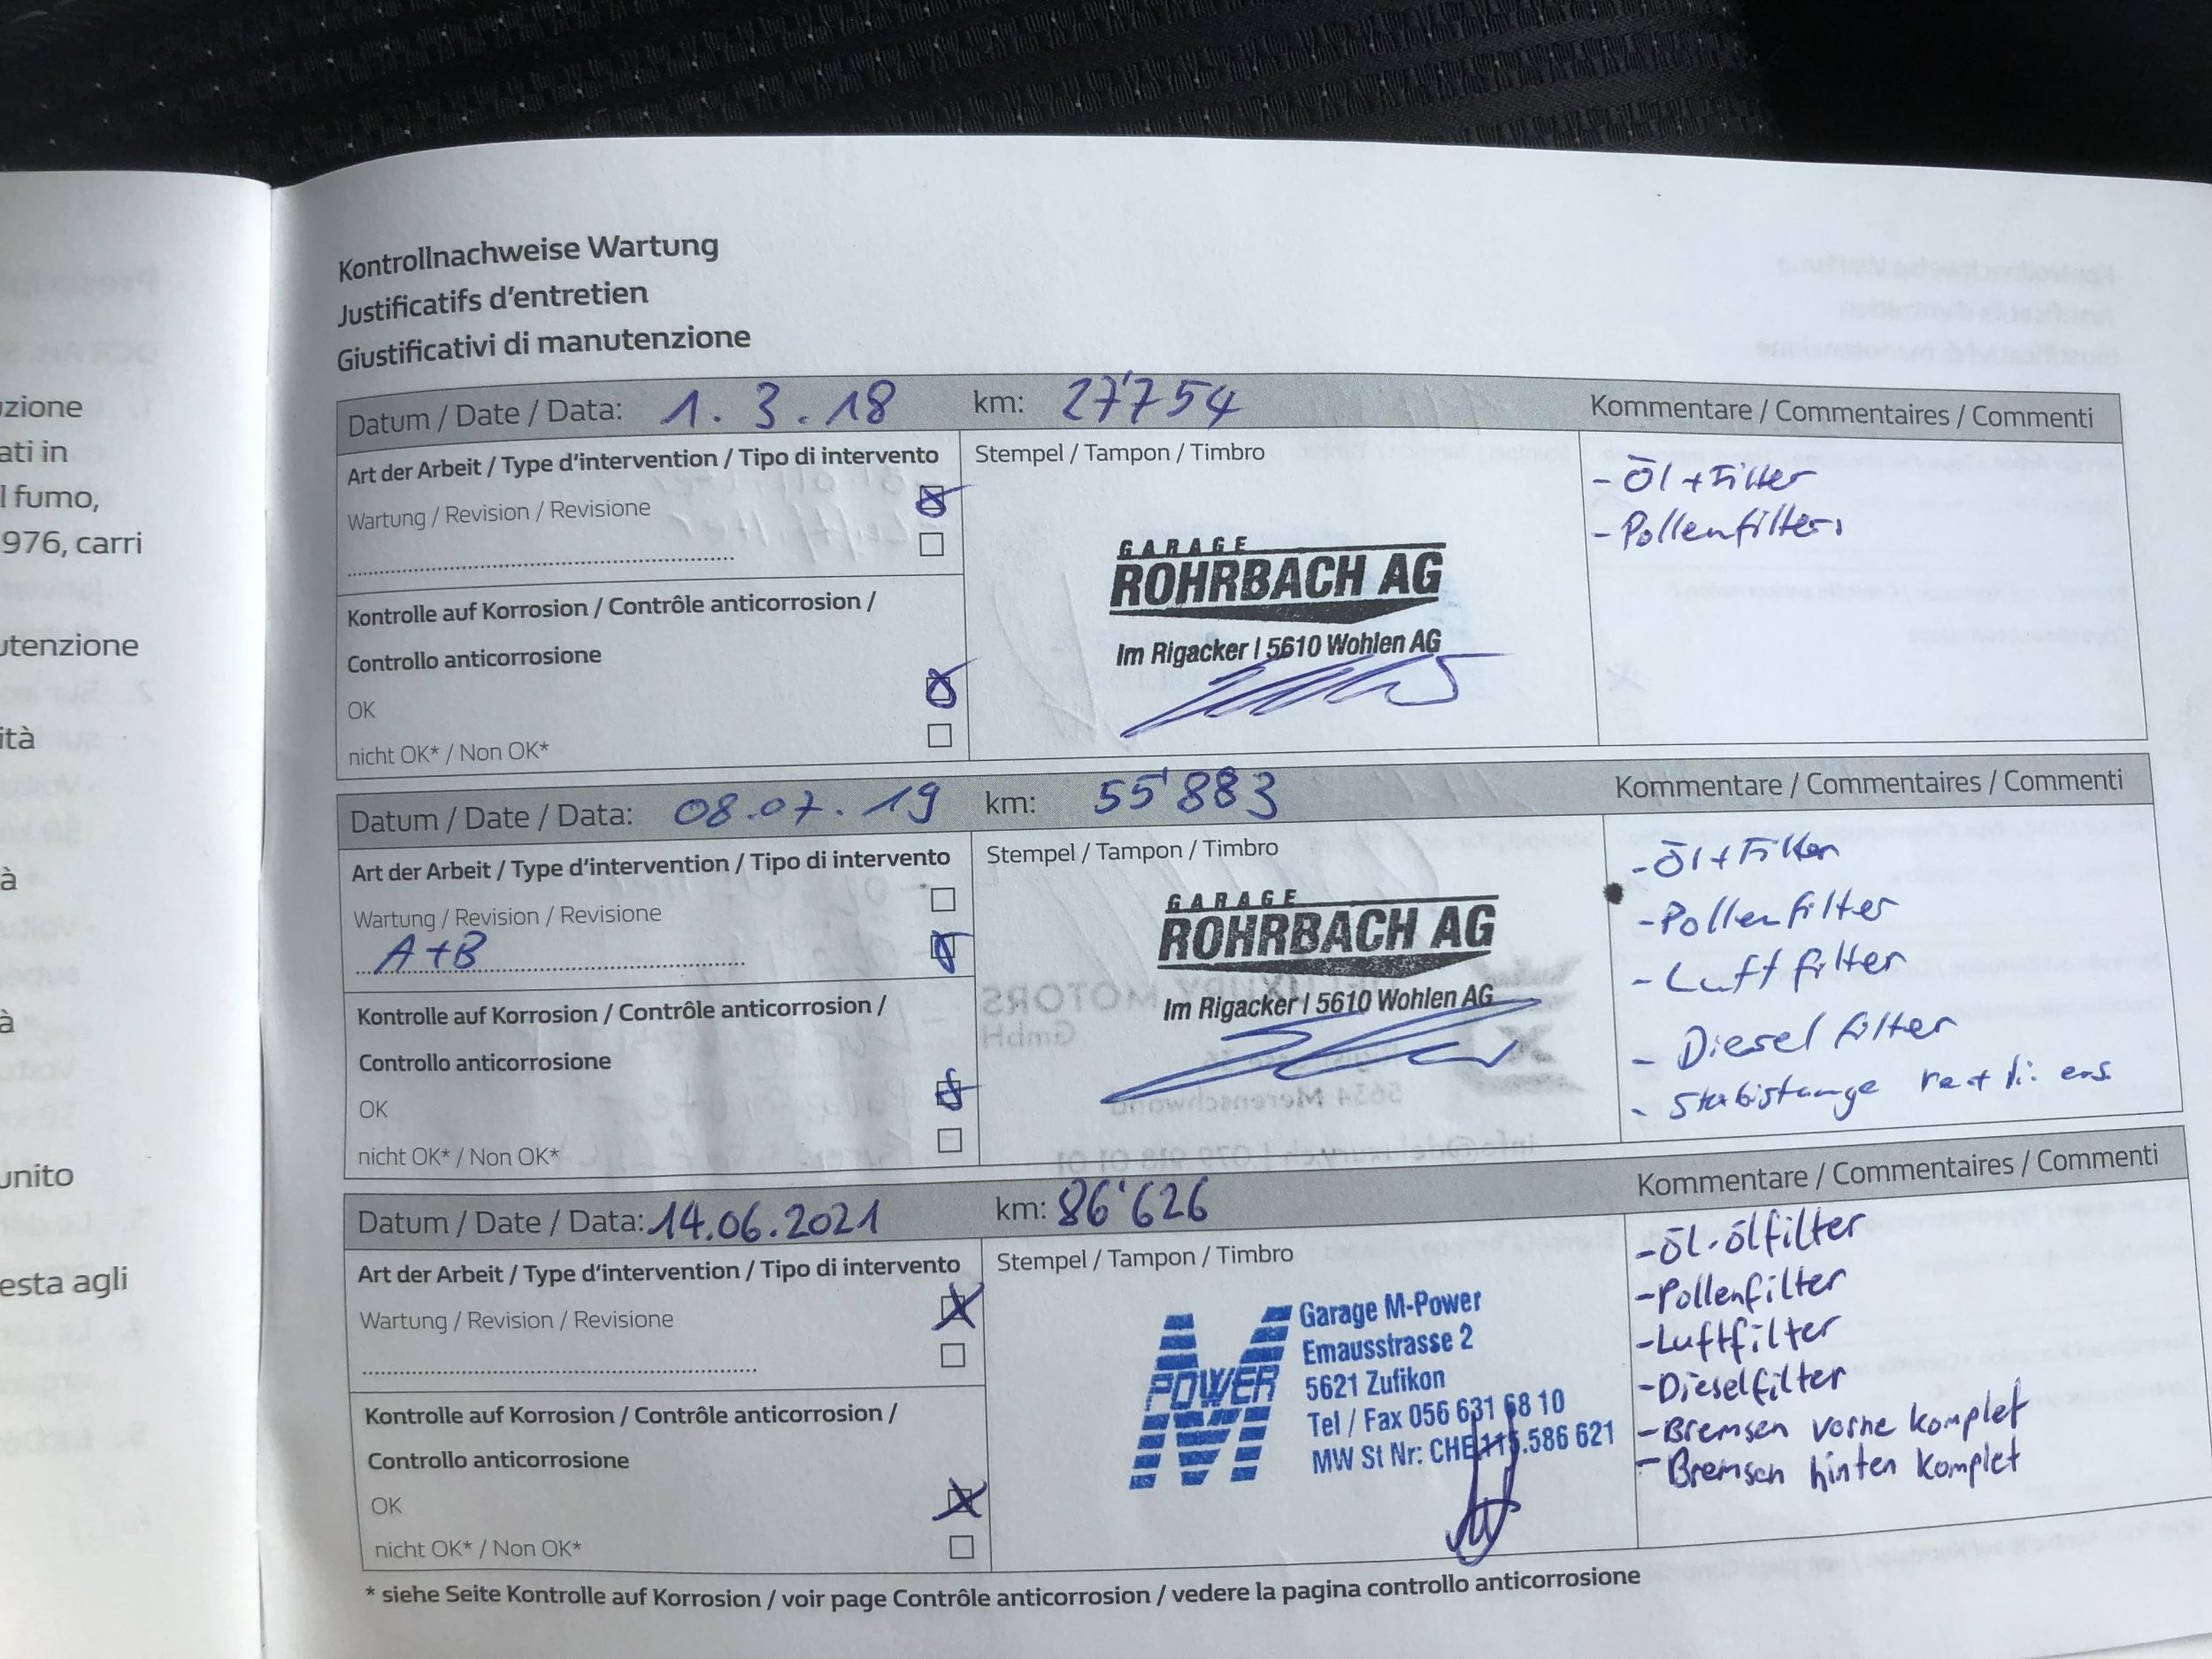 zione
ati in
l fumo,
976, carri
utenzione
ità
à
à
unito
esta agli
Kontrollnachweise Wartung
Justificatifs d'entretien
Giustificativi di manutenzione
Datum / Date / Data: 1. 3. 18 km: 27'754 Kommentare / Commentaires / Commenti
Art der Arbeit / Type d'intervention / Tipo di intervento
Wartung / Revision / Revisione
Kontrolle auf Korrosion / Contrôle anticorrosion /
Controllo anticorrosione
OK
nicht OK* / Non OK*
Stempel / Tampon / Timbro
GARAGE
ROHRBACH AG
Im Rigacker | 5610 Wohlen AG
- Öl + Filter
- Pollenfilter
Datum / Date / Data: 08.07.19 km: 55'883 Kommentare / Commentaires / Commenti
Art der Arbeit / Type d'intervention / Tipo di intervento
Wartung / Revision / Revisione
A+B
Kontrolle auf Korrosion / Contrôle anticorrosion /
Controllo anticorrosione
OK
nicht OK* / Non OK*
Stempel / Tampon / Timbro
GARAGE
ROHRBACH AG
Im Rigacker | 5610 Wohlen AG
- Öl + Filter
- Pollenfilter
- Luftfilter
- Dieselfilter
- Stabistange re + li ers.
Datum / Date / Data: 14.06.2021 km: 86'626 Kommentare / Commentaires / Commenti
Art der Arbeit / Type d'intervention / Tipo di intervento
Wartung / Revision / Revisione
Kontrolle auf Korrosion / Contrôle anticorrosion /
Controllo anticorrosione
OK
nicht OK* / Non OK*
Stempel / Tampon / Timbro
M POWER
Garage M-Power
Emausstrasse 2
5621 Zufikon
Tel / Fax 056 631 68 10
MW St Nr: CHE 115.586 621
- Öl-Ölfilter
- Pollenfilter
- Luftfilter
- Dieselfilter
- Bremsen vorne komplet
- Bremsen hinten komplet
* siehe Seite Kontrolle auf Korrosion / voir page Contrôle anticorrosion / vedere la pagina controllo anticorrosione